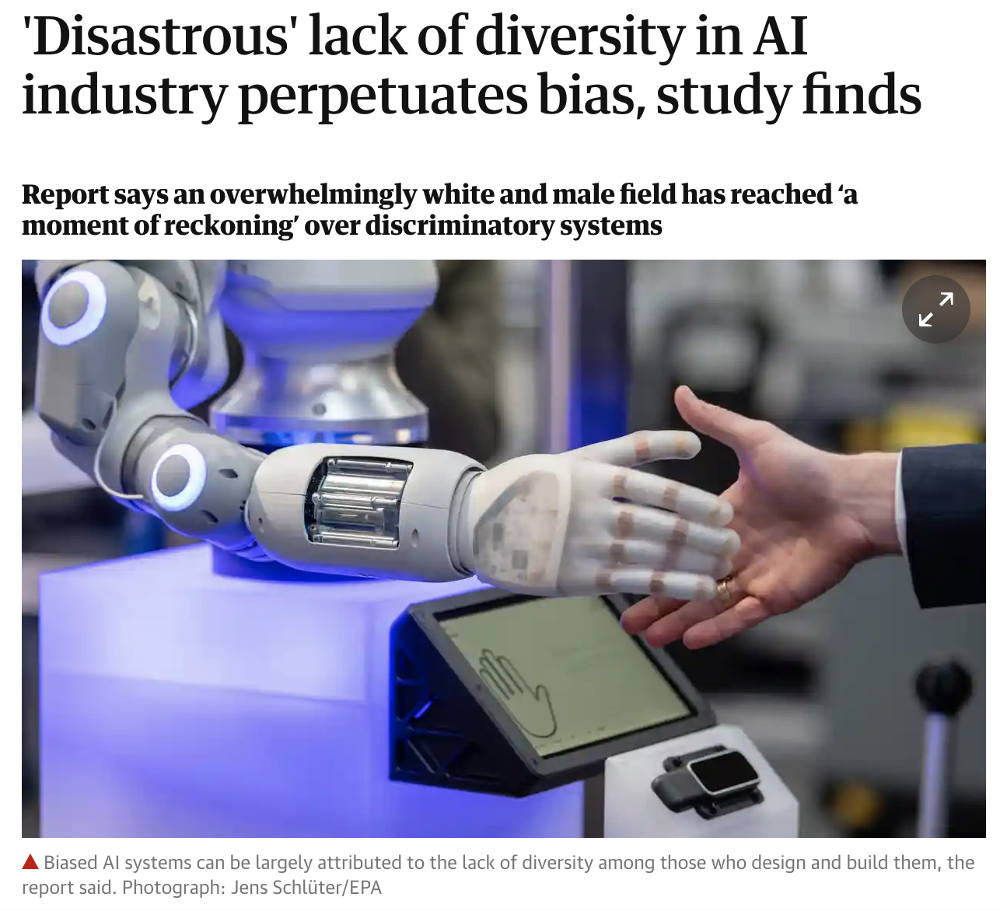 'Disastrous' lack of diversity in AI
industry perpetuates bias, study finds
Report says an overwhelmingly white and male field has reached ‘a
moment of reckoning’ over discriminatory systems
Biased AI systems can be largely attributed to the lack of diversity among those who design and build them, the
report said. Photograph: Jens Schlüter/EPA